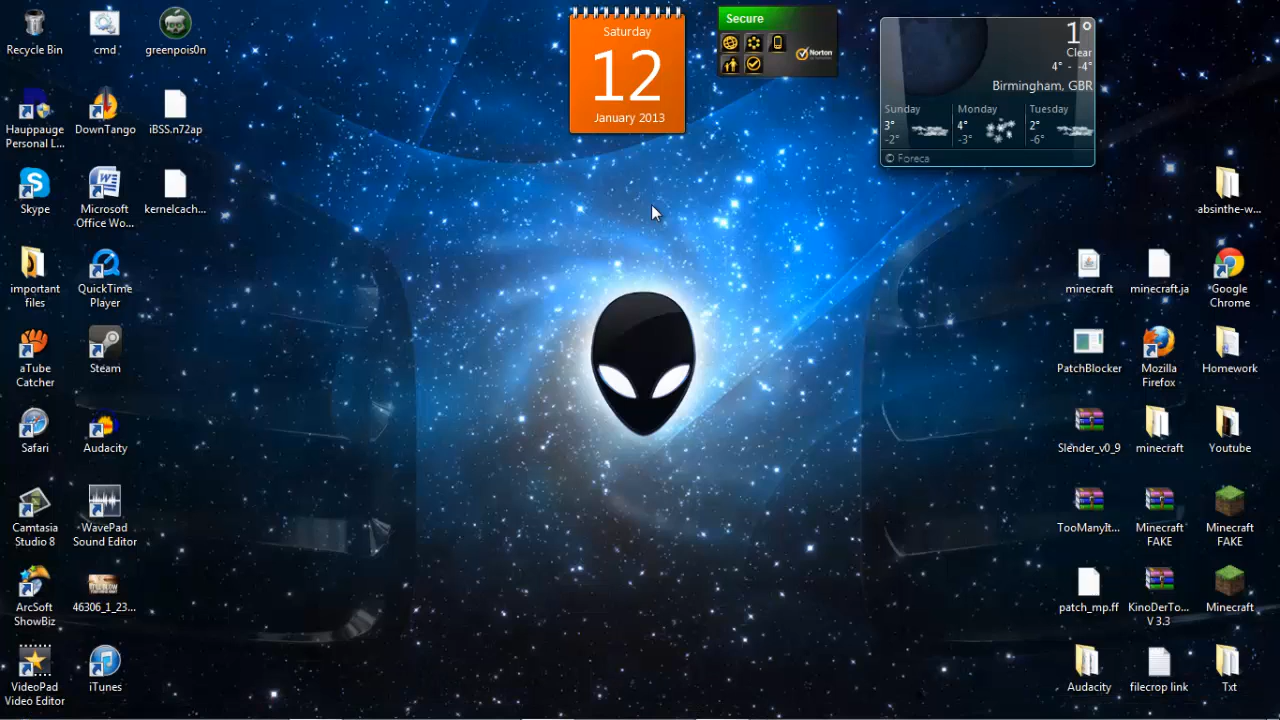 Recycle Bin
cmd
greenpois0n
Hauppauge
Personal L...
DownTango
iBSS.n72ap
Skype
Microsoft
Office Wo...
kernelcach...
important
files
QuickTime
Player
aTube
Catcher
Steam
Safari
Audacity
Camtasia
Studio 8
WavePad
Sound Editor
ArcSoft
ShowBiz
46306_1_23...
VideoPad
Video Editor
iTunes
Saturday
12
January 2013
Secure
Norton
1°
Clear
4° - -4°
Birmingham, GBR
Sunday
3°
-2°
Monday
4°
-3°
Tuesday
2°
-6°
© Foreca
absinthe-w...
minecraft
minecraft.ja
Google
Chrome
PatchBlocker
Mozilla
Firefox
Homework
Slender_v0_9
minecraft
Youtube
TooManyIt...
Minecraft
FAKE
Minecraft
FAKE
patch_mp.ff
KinoDerTo...
V 3.3
Minecraft
Audacity
filecrop link
Txt